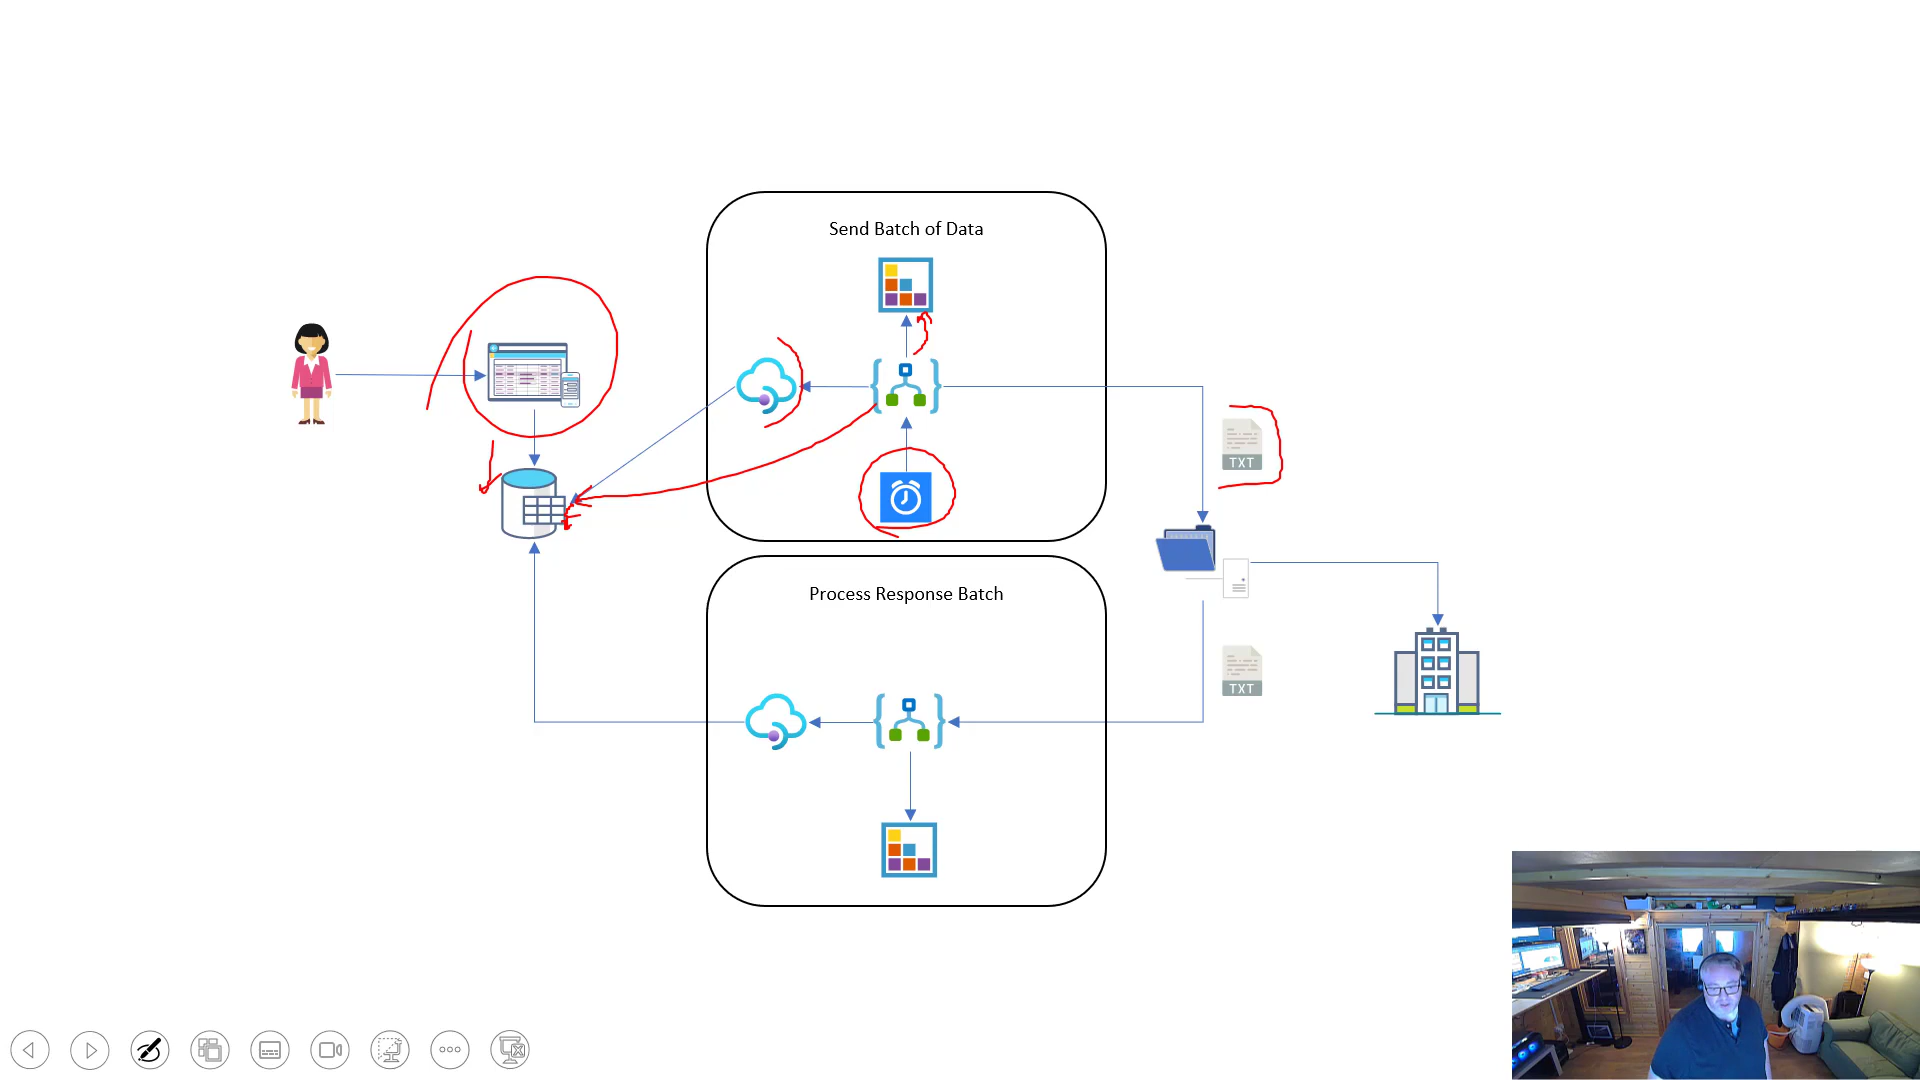 Send Batch of Data
TXT
Process Response Batch
TXT